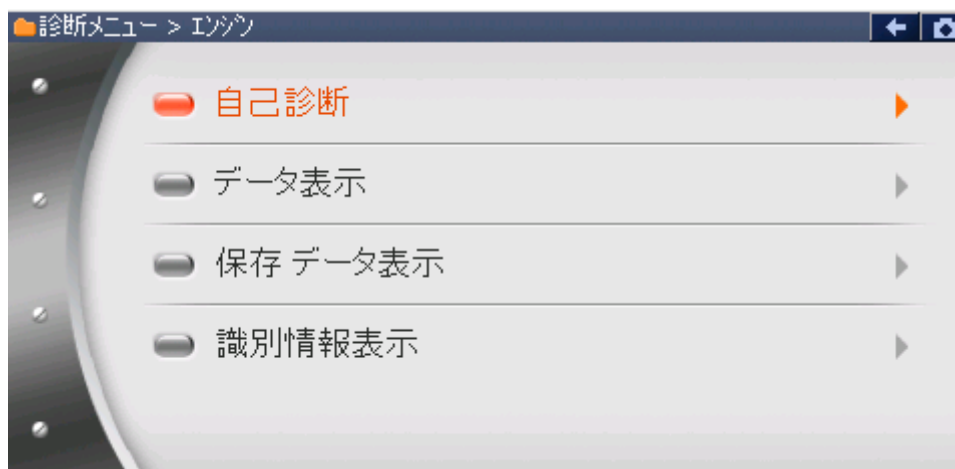 診断メニュー > エンジン
自己診断
データ表示
保存 データ表示
識別情報表示